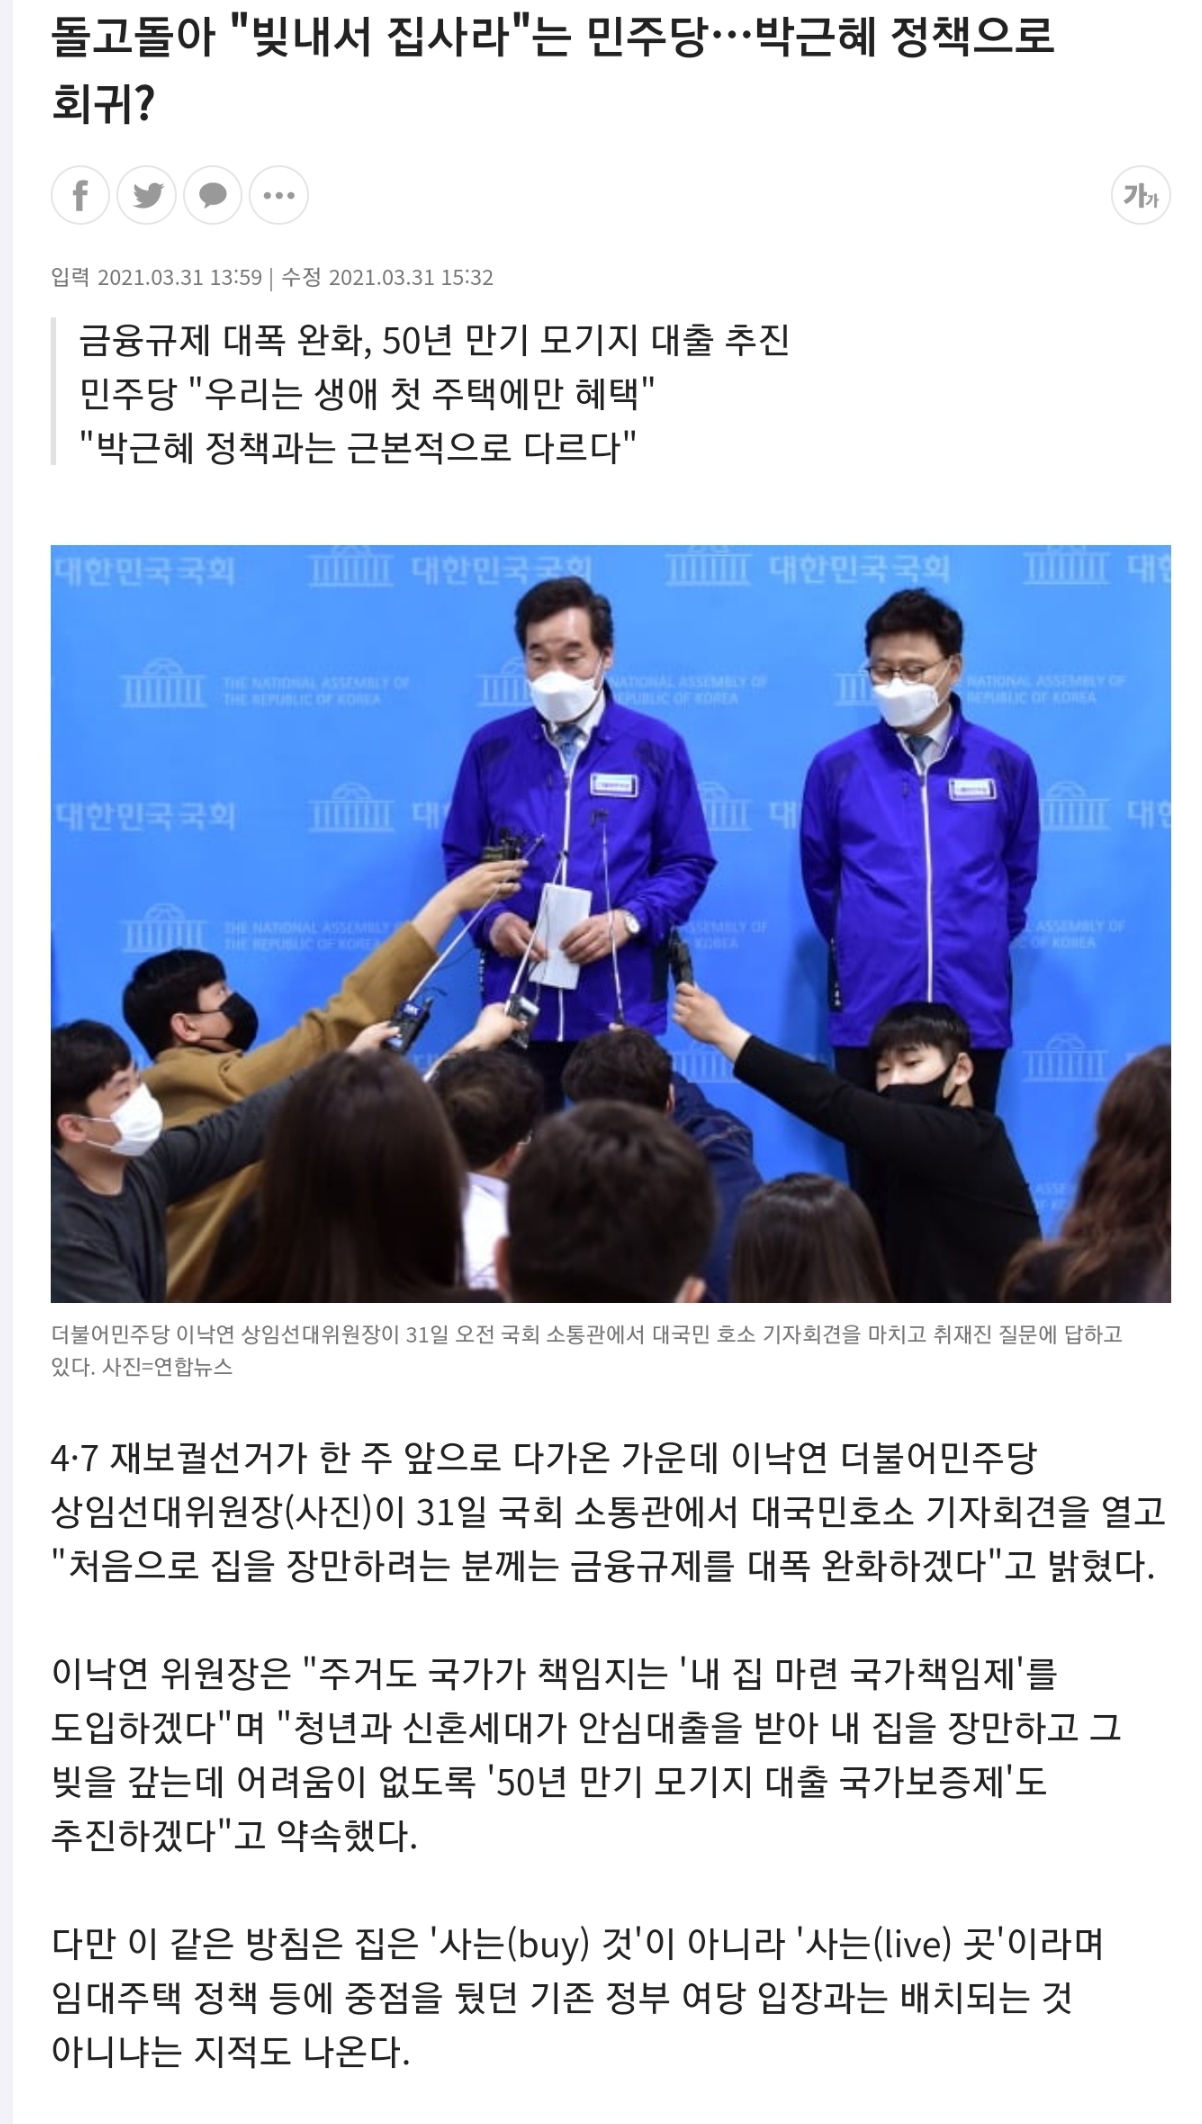 돌고돌아 "빚내서 집사라"는 민주당…박근혜 정책으로
회귀?
가가
입력 2021.03.31 13:59 | 수정 2021.03.31 15:32
금융규제 대폭 완화, 50년 만기 모기지 대출 추진
민주당 "우리는 생애 첫 주택에만 혜택"
"박근혜 정책과는 근본적으로 다르다"
대한민국국회 대한민국국회 대한민국국회 대한
THE NATIONAL ASSEMBLY OF
THE REPUBLIC OF KOREA
NATIONAL ASSEMBLY OF
REPUBLIC OF KOREA
NATIONAL ASSEMBLY OF
REPUBLIC OF KOREA
대한민국국회
THE NATIONAL ASSEMBLY
THE REPUBLIC OF KOREA
더불어민주당 이낙연 상임선대위원장이 31일 오전 국회 소통관에서 대국민 호소 기자회견을 마치고 취재진 질문에 답하고
있다. 사진=연합뉴스
4·7 재보궐선거가 한 주 앞으로 다가온 가운데 이낙연 더불어민주당
상임선대위원장(사진)이 31일 국회 소통관에서 대국민호소 기자회견을 열고
"처음으로 집을 장만하려는 분께는 금융규제를 대폭 완화하겠다"고 밝혔다.
이낙연 위원장은 "주거도 국가가 책임지는 '내 집 마련 국가책임제'를
도입하겠다"며 "청년과 신혼세대가 안심대출을 받아 내 집을 장만하고 그
빚을 갚는데 어려움이 없도록 '50년 만기 모기지 대출 국가보증제'도
추진하겠다"고 약속했다.
다만 이 같은 방침은 집은 '사는(buy) 것'이 아니라 '사는(live) 곳'이라며
임대주택 정책 등에 중점을 뒀던 기존 정부 여당 입장과는 배치되는 것
아니냐는 지적도 나온다.